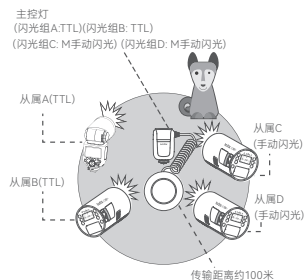 主控灯
(闪光组A:TTL)(闪光组B: TTL)
(闪光组C: M手动闪光) (闪光组D: M手动闪光)
从属A(TTL)
从属C
(手动闪光)
从属B(TTL)
从属D
(手动闪光)
传输距离约100米